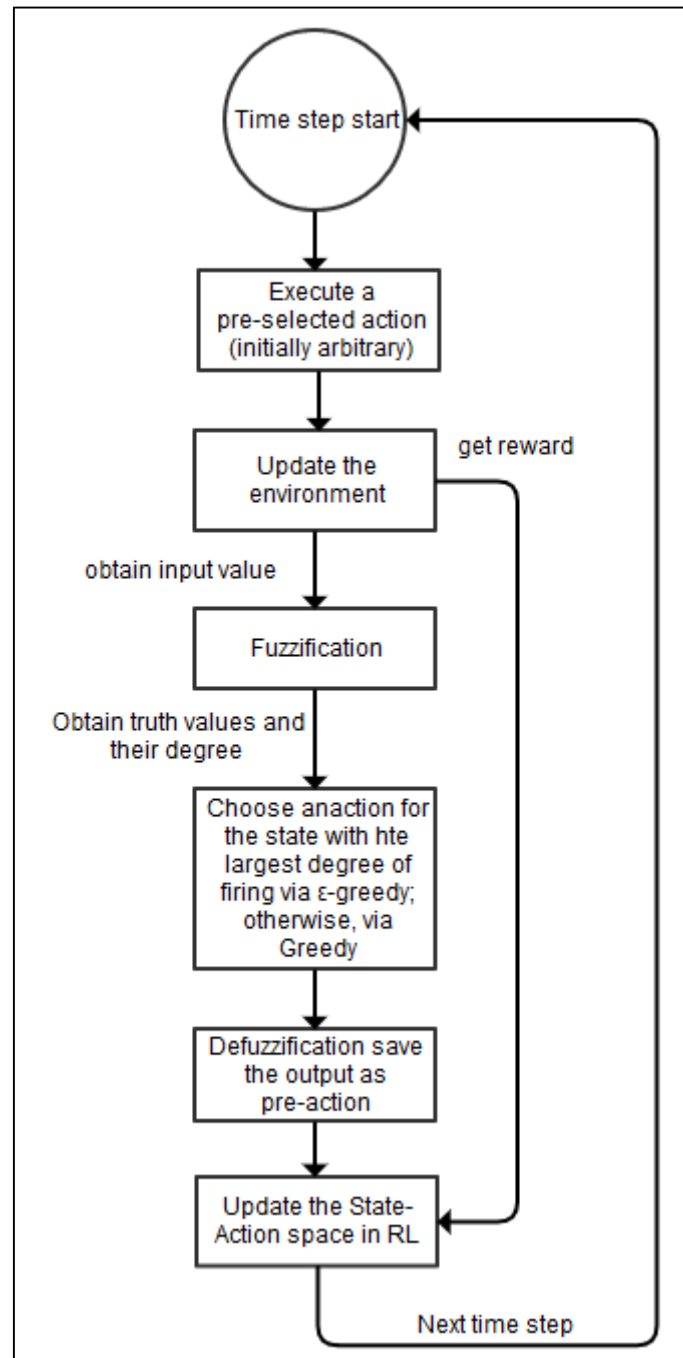 Time step start
Execute a
pre-selected action
(initially arbitrary)
Update the
environment
get reward
obtain input value
Fuzzification
Obtain truth values and
their degree
Choose anaction for
the state with hte
largest degree of
firing via ε-greedy;
otherwise, via
Greedy
Defuzzification save
the output as
pre-action
Update the State-
Action space in RL
Next time step